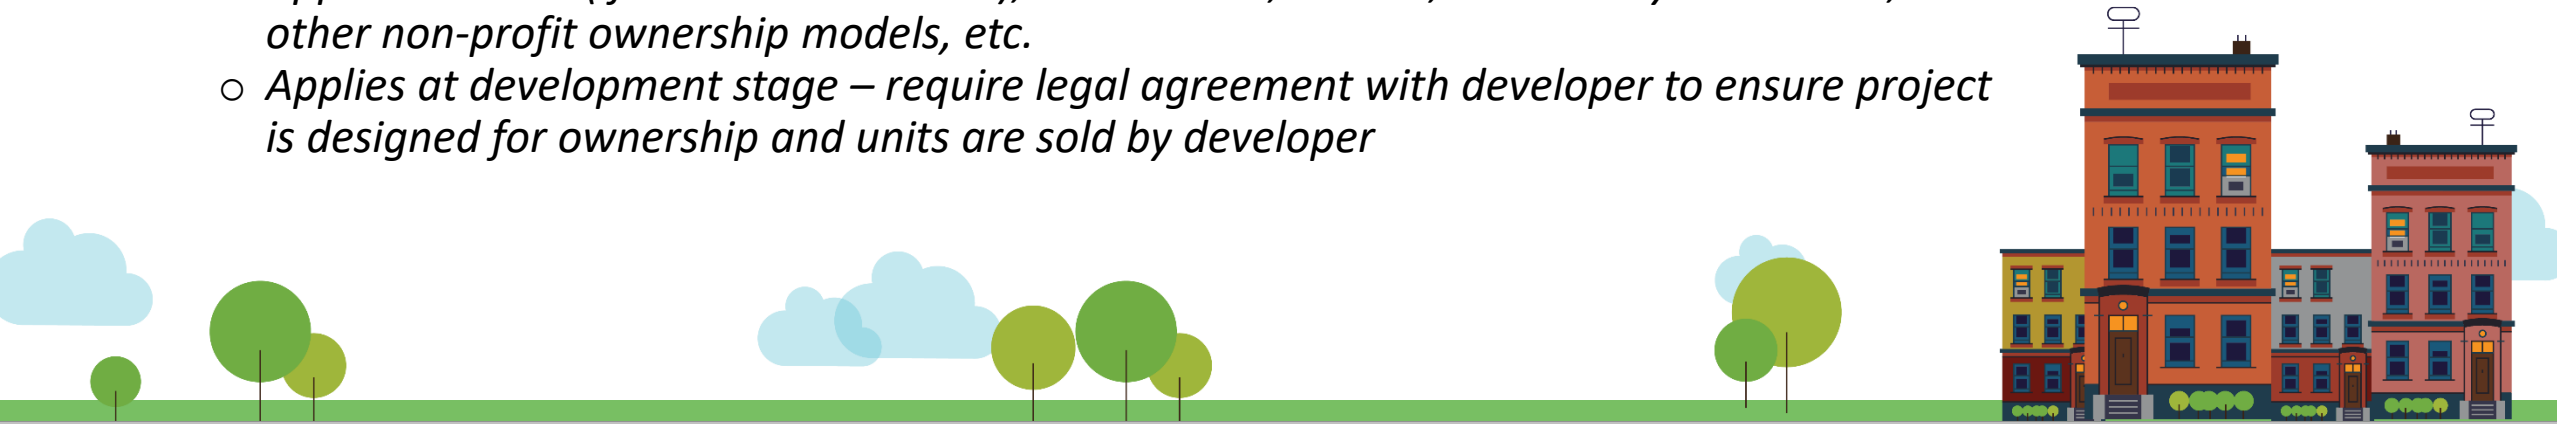 other non-profit ownership models, etc.
○ Applies at development stage – require legal agreement with developer to ensure project
is designed for ownership and units are sold by developer